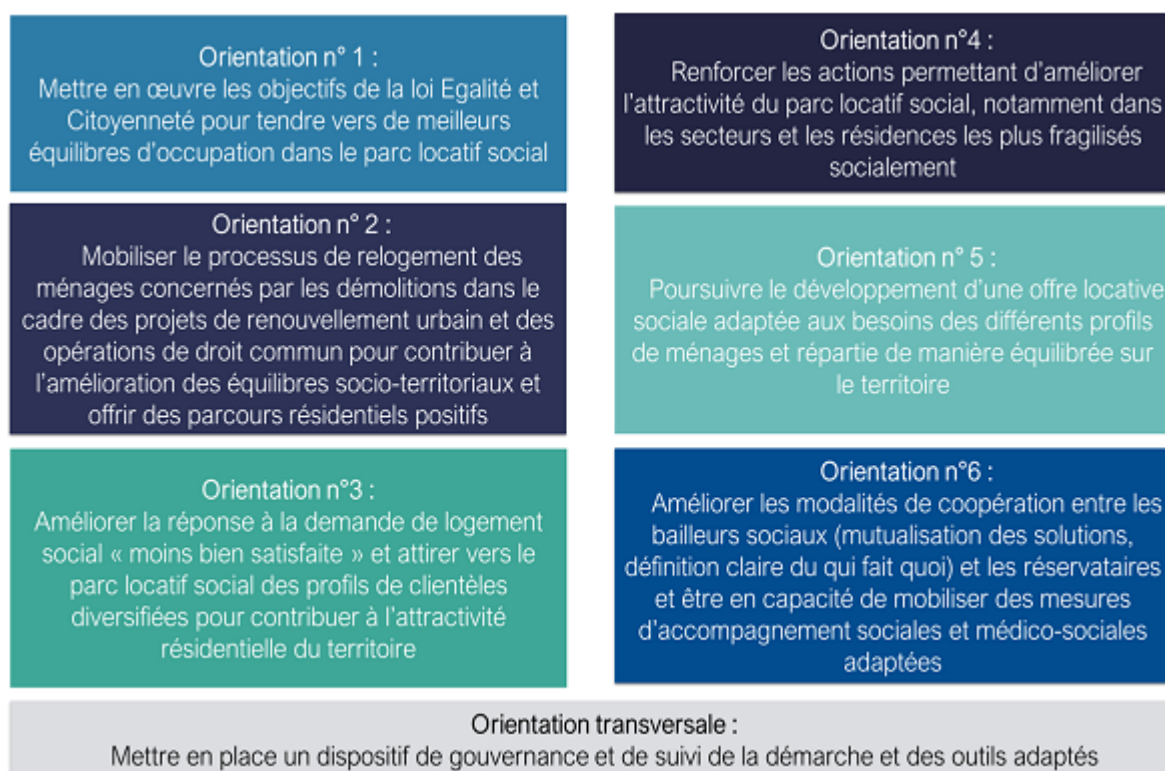 Orientation n° 1 :
Mettre en œuvre les objectifs de la loi Egalité et
Citoyenneté pour tendre vers de meilleurs
équilibres d'occupation dans le parc locatif social
Orientation n° 2 :
Mobiliser le processus de relogement des
ménages concernés par les démolitions dans le
cadre des projets de renouvellement urbain et des
opérations de droit commun pour contribuer à
l'amélioration des équilibres socio-territoriaux et
offrir des parcours résidentiels positifs
Orientation n°3 :
Améliorer la réponse à la demande de logement
social « moins bien satisfaite » et attirer vers le
parc locatif social des profils de clientèles
diversifiées pour contribuer à l'attractivité
résidentielle du territoire
Orientation n°4 :
Renforcer les actions permettant d'améliorer
l'attractivité du parc locatif social, notamment dans
les secteurs et les résidences les plus fragilisés
socialement
Orientation n° 5 :
Poursuivre le développement d'une offre locative
sociale adaptée aux besoins des différents profils
de ménages et répartie de manière équilibrée sur
le territoire
Orientation n°6 :
Améliorer les modalités de coopération entre les
bailleurs sociaux (mutualisation des solutions,
définition claire du qui fait quoi) et les réservataires
et être en capacité de mobiliser des mesures
d'accompagnement sociales et médico-sociales
adaptées
Orientation transversale :
Mettre en place un dispositif de gouvernance et de suivi de la démarche et des outils adaptés